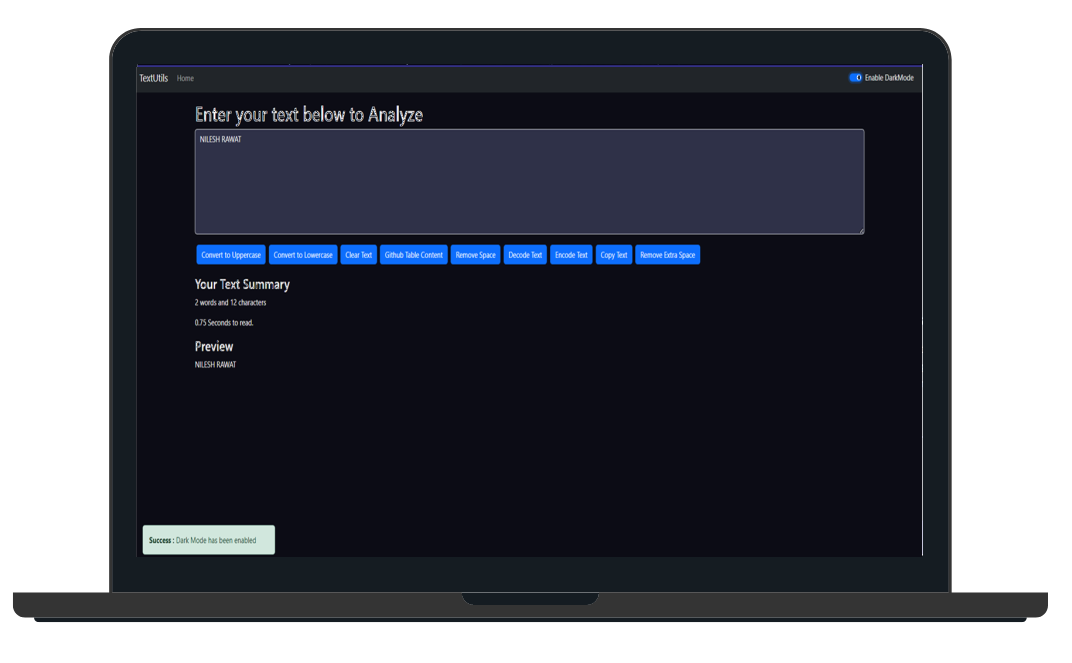 TextUtils Home Enable DarkMode
Enter your text below to Analyze
NILESH RAWAT
Convert to Uppercase Convert to Lowercase Clear Text Github Table Content Remove Space Decode Text Encode Text Copy Text Remove Extra Space
Your Text Summary
2 words and 12 characters
0.75 Seconds to read.
Preview
NILESH RAWAT
Success : Dark Mode has been enabled